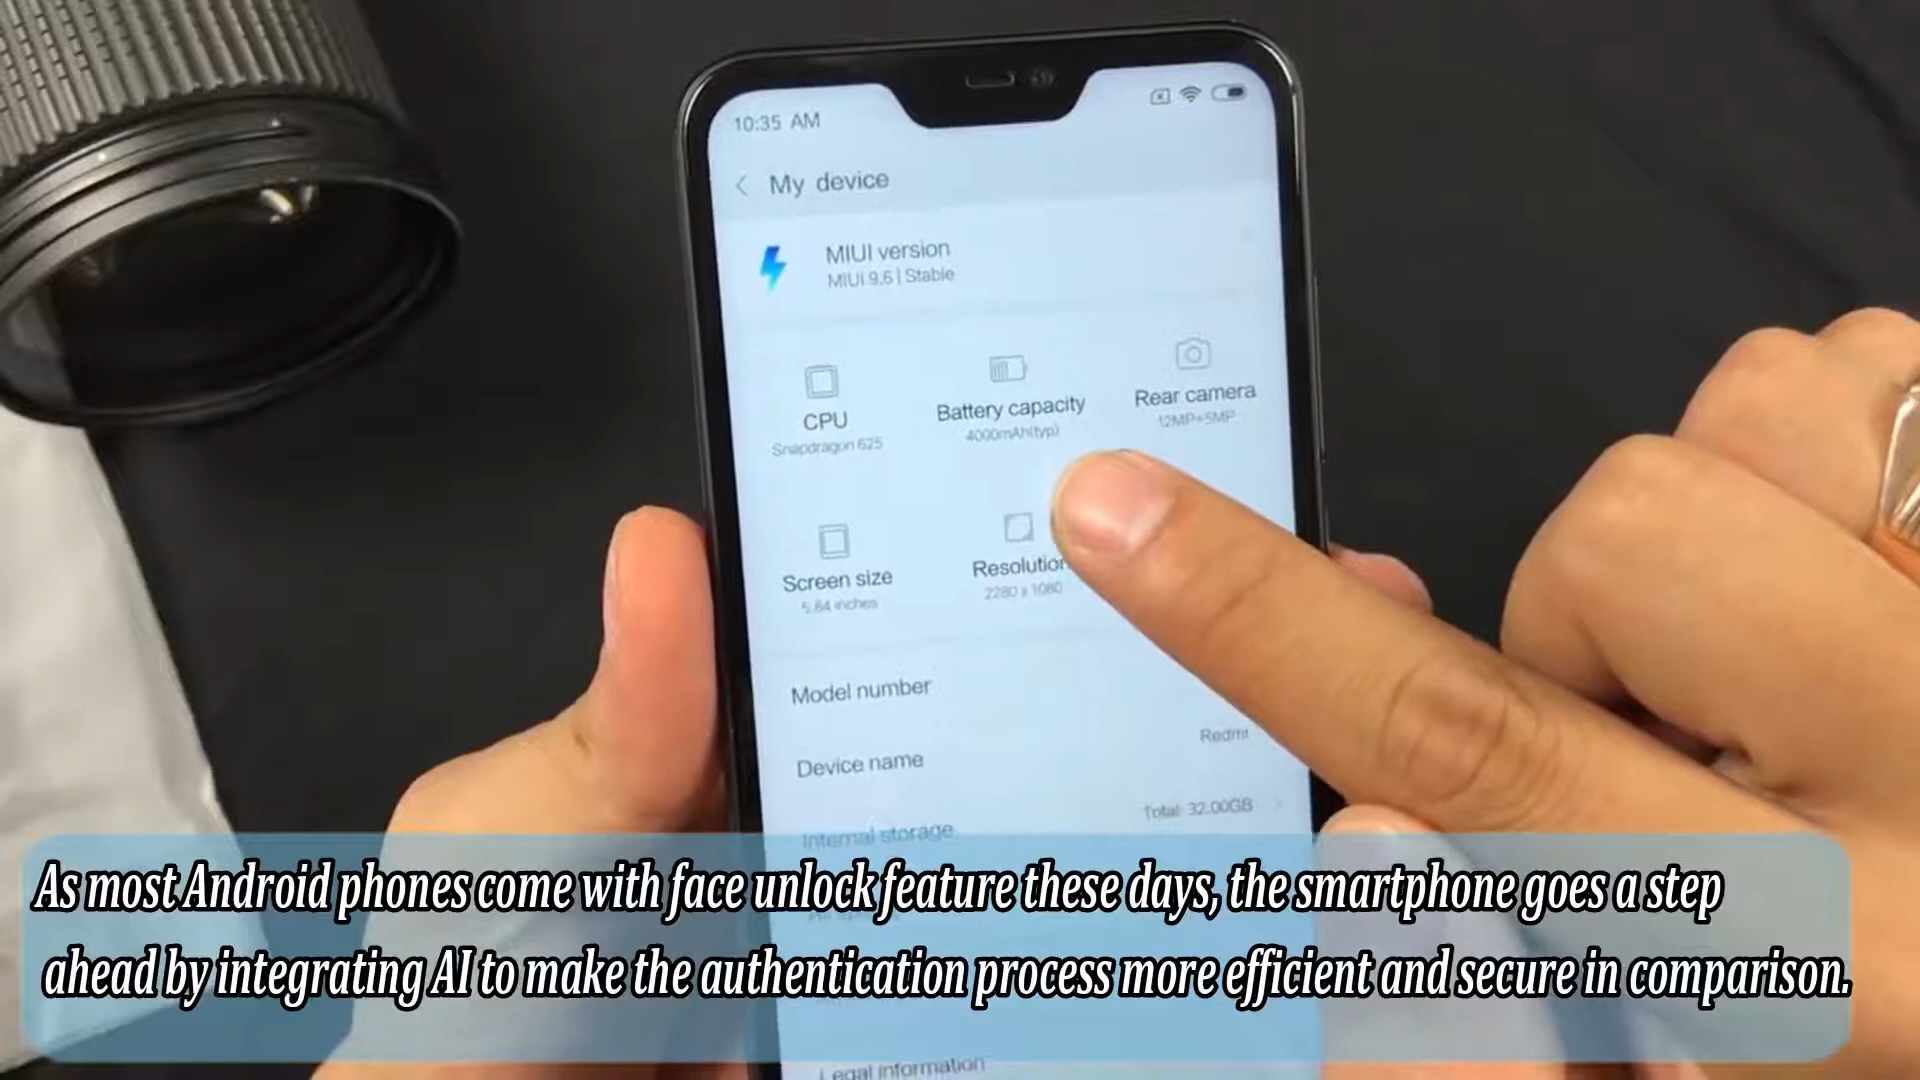 10:35 AM
My device
MIUI version
MIUI 9.6 | Stable
CPU
Snapdragon 625
Battery capacity
4000mAh(typ)
Rear camera
12MP+5MP
Screen size
5.84 inches
Resolution
2280 x 1080
Model number
Device name
Redmi
Internal storage
Total: 32.00GB
As most Android phones come with face unlock feature these days, the smartphone goes a step
ahead by integrating AI to make the authentication process more efficient and secure in comparison.
Legal information